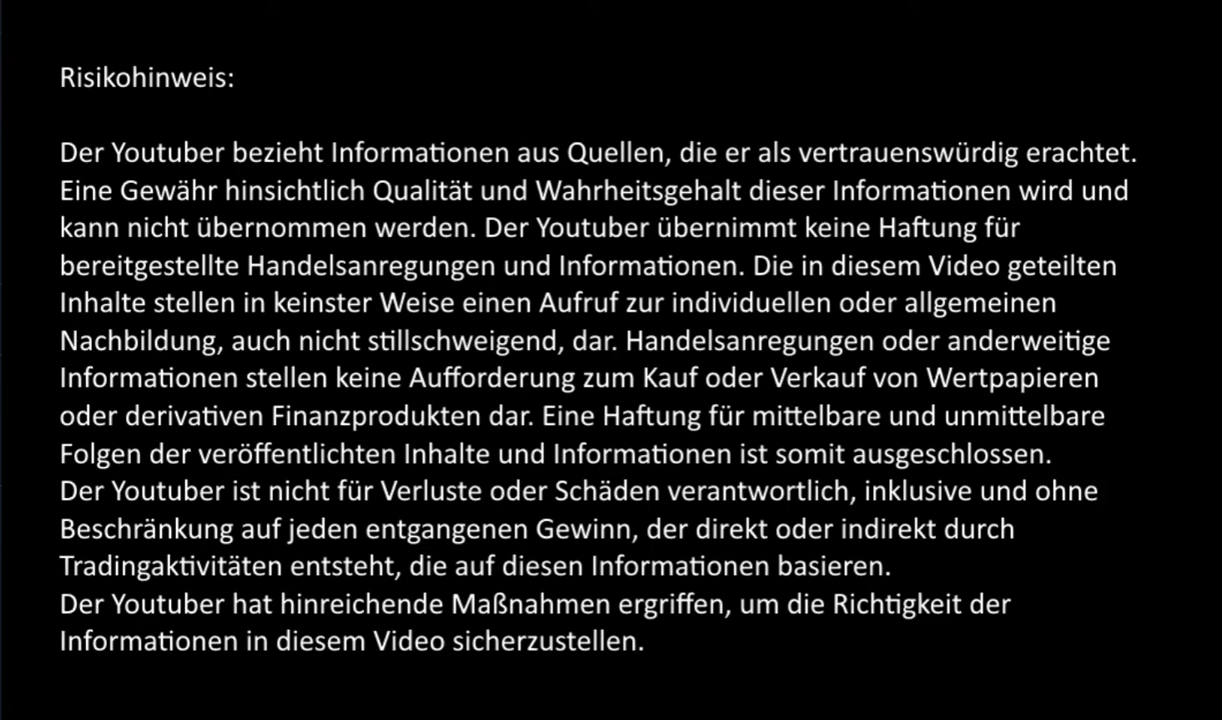 Risikohinweis:
Der Youtuber bezieht Informationen aus Quellen, die er als vertrauenswürdig erachtet.
Eine Gewähr hinsichtlich Qualität und Wahrheitsgehalt dieser Informationen wird und
kann nicht übernommen werden. Der Youtuber übernimmt keine Haftung für
bereitgestellte Handelsanregungen und Informationen. Die in diesem Video geteilten
Inhalte stellen in keinster Weise einen Aufruf zur individuellen oder allgemeinen
Nachbildung, auch nicht stillschweigend, dar. Handelsanregungen oder anderweitige
Informationen stellen keine Aufforderung zum Kauf oder Verkauf von Wertpapieren
oder derivativen Finanzprodukten dar. Eine Haftung für mittelbare und unmittelbare
Folgen der veröffentlichten Inhalte und Informationen ist somit ausgeschlossen.
Der Youtuber ist nicht für Verluste oder Schäden verantwortlich, inklusive und ohne
Beschränkung auf jeden entgangenen Gewinn, der direkt oder indirekt durch
Tradingaktivitäten entsteht, die auf diesen Informationen basieren.
Der Youtuber hat hinreichende Maßnahmen ergriffen, um die Richtigkeit der
Informationen in diesem Video sicherzustellen.